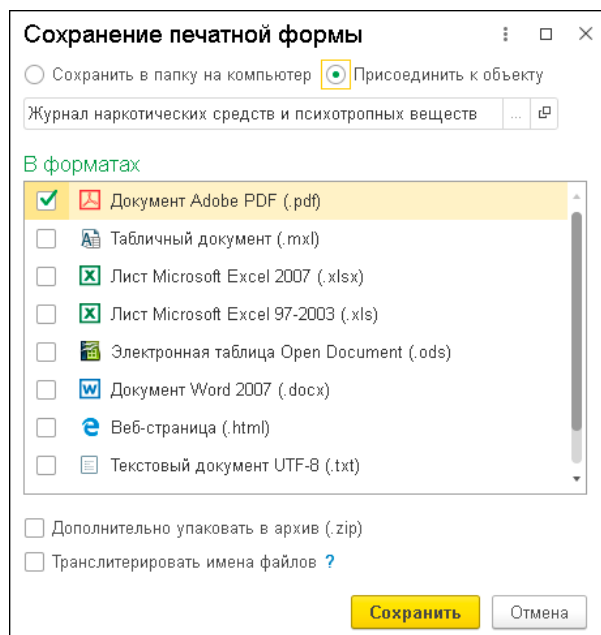 Сохранение печатной формы
Сохранить в папку на компьютер Присоединить к объекту
Журнал наркотических средств и психотропных веществ ...
В форматах
Документ Adobe PDF (.pdf)
Табличный документ (.mxl)
Лист Microsoft Excel 2007 (.xlsx)
Лист Microsoft Excel 97-2003 (.xls)
Электронная таблица Open Document (.ods)
Документ Word 2007 (.docx)
Веб-страница (.html)
Текстовый документ UTF-8 (.txt)
Дополнительно упаковать в архив (.zip)
Транслитерировать имена файлов ?
Сохранить Отмена